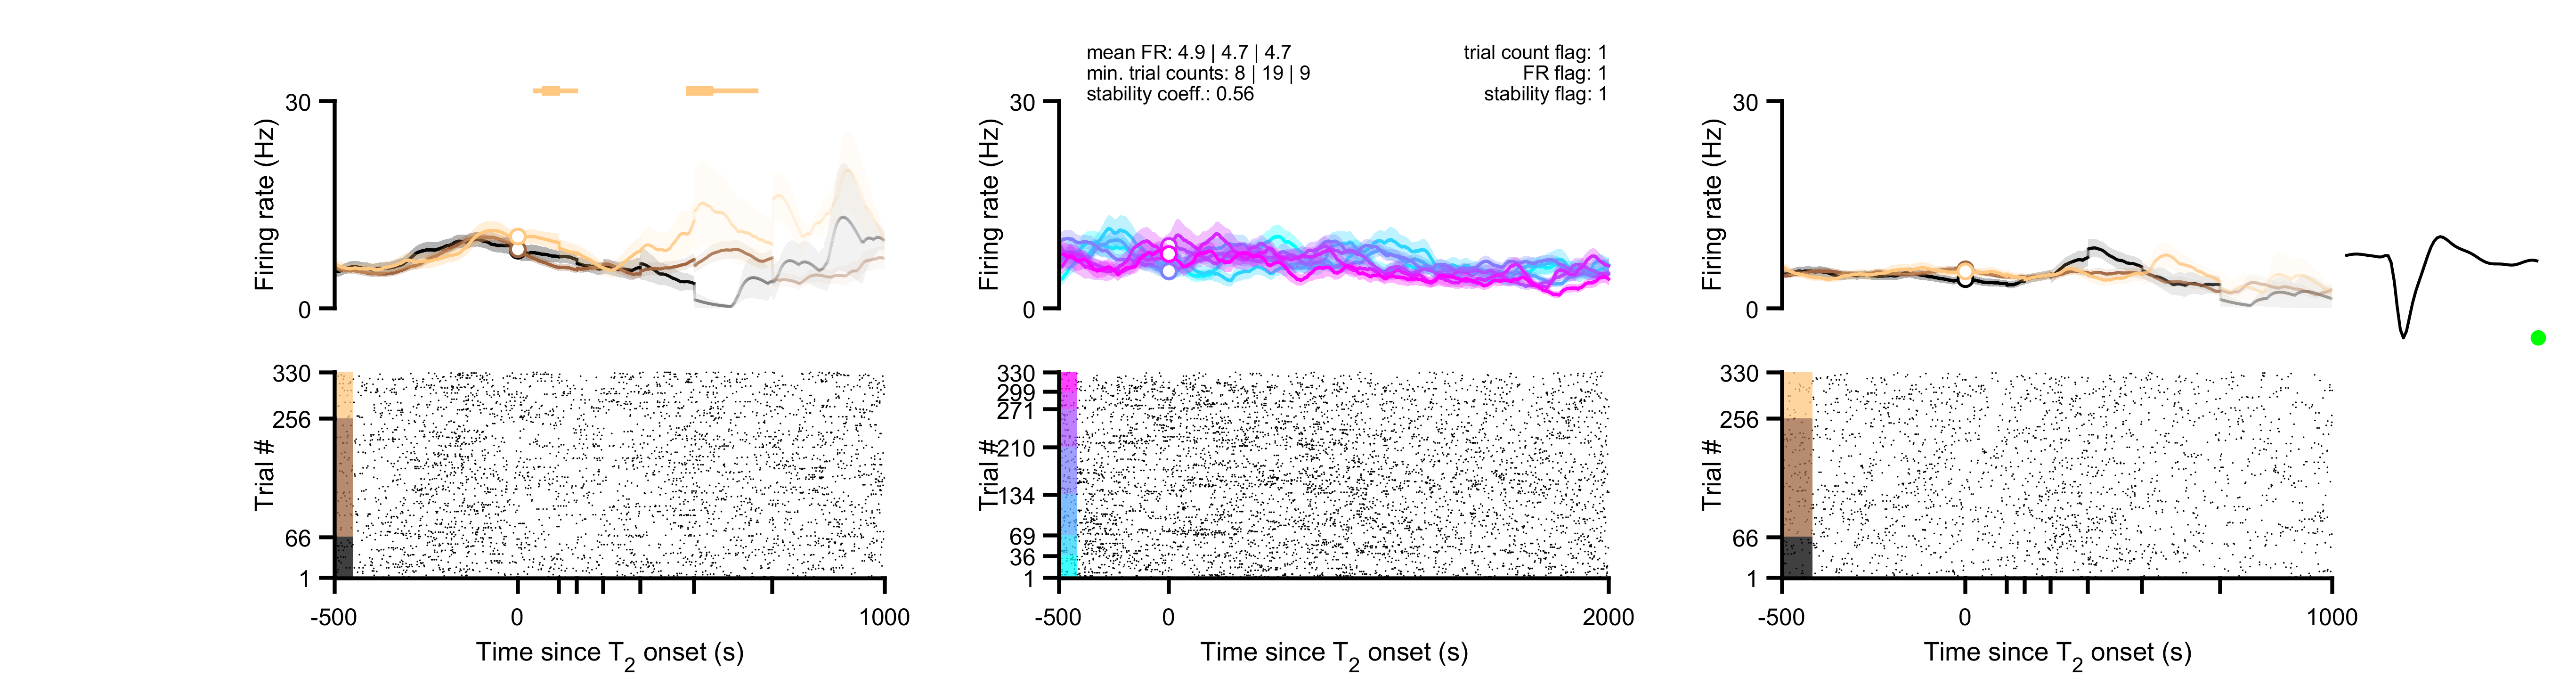 mean FR: 4.9 | 4.7 | 4.7
min. trial counts: 8 | 19 | 9
stability coeff.: 0.56
trial count flag: 1
FR flag: 1
stability flag: 1
30
0
Firing rate (Hz)
30
0
Firing rate (Hz)
30
0
Firing rate (Hz)
330
256
66
1
Trial #
-500
0
1000
Time since T2 onset (s)
330
299
271
210
134
69
36
1
Trial #
-500
0
2000
Time since T2 onset (s)
330
256
66
1
Trial #
-500
0
1000
Time since T2 onset (s)